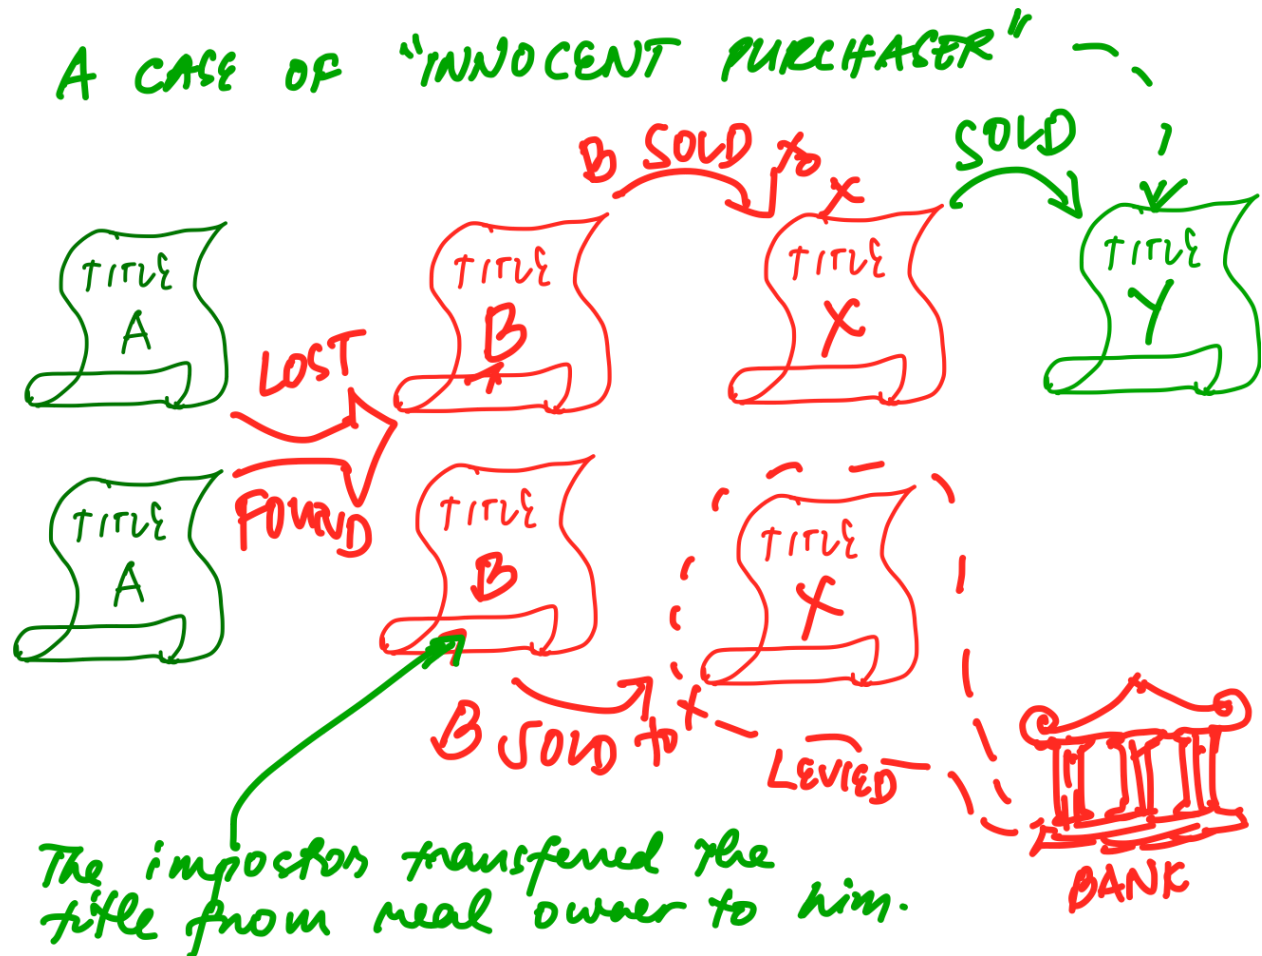 A CASE OF "INNOCENT PURCHASER"
B SOLD to X
SOLD
TITLE
A
TITLE
B
TITLE
X
TITLE
Y
LOST
FOUND
TITLE
A
TITLE
B
TITLE
X
B SOLD to X
LEVIED
BANK
The impostor transferred the
title from real owner to him.